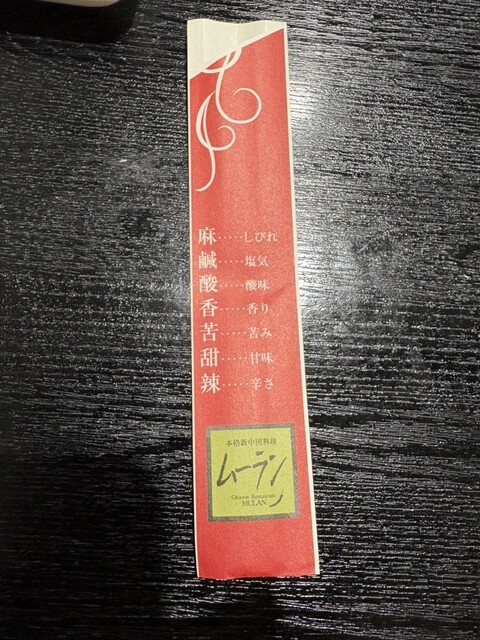 麻·····しびれ
鹹·····塩気
酸·····酸味
香·····香り
苦·····苦み
甜·····甘味
辣·····辛さ
本格新中国料理
ムーラン
Chinese Restaurant
MULAN